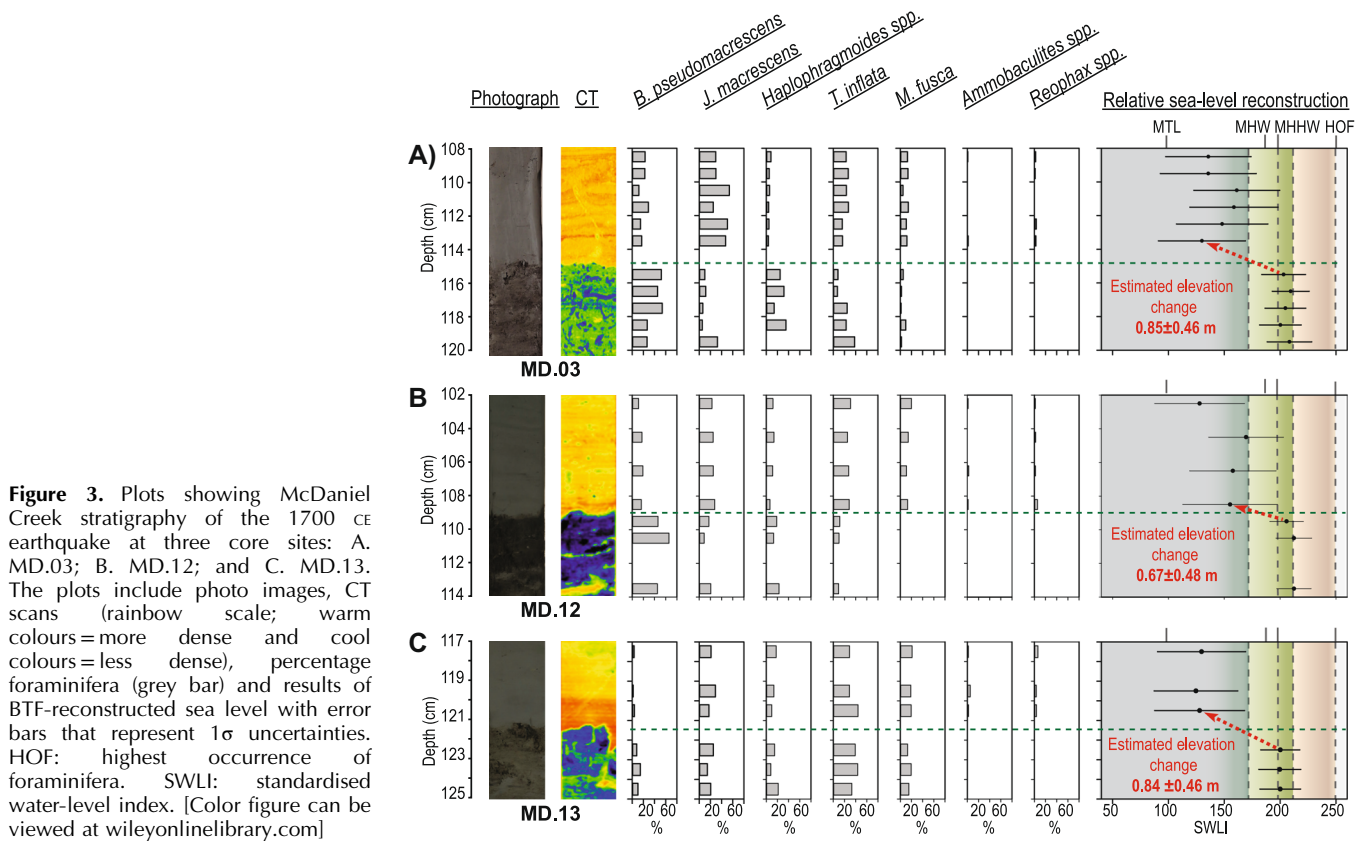 B. pseudomacrescens
J. macrescens
Haplophragmoides spp.
T. inflata
M. fusca
Ammobaculites spp.
Reophax spp.
Photograph CT Relative sea-level reconstruction
MTL MHW MHHW HOF
A)
108
110
112
114
116
118
120
Depth (cm)
Estimated elevation
change
0.85±0.46 m
MD.03
B
102
104
106
108
110
112
114
Depth (cm)
Estimated elevation
change
0.67±0.48 m
MD.12
C
117
119
121
123
125
Depth (cm)
Estimated elevation
change
0.84 ±0.46 m
MD.13
20 60 20 60 20 60 20 60 20 60 20 60 20 60 50 100 150 200 250
% % % % % % % SWLI
Figure 3. Plots showing McDaniel
Creek stratigraphy of the 1700 CE
earthquake at three core sites: A.
MD.03; B. MD.12; and C. MD.13.
The plots include photo images, CT
scans (rainbow scale; warm
colours = more dense and cool
colours = less dense), percentage
foraminifera (grey bar) and results of
BTF-reconstructed sea level with error
bars that represent 1σ uncertainties.
HOF: highest occurrence of
foraminifera. SWLI: standardised
water-level index. [Color figure can be
viewed at wileyonlinelibrary.com]